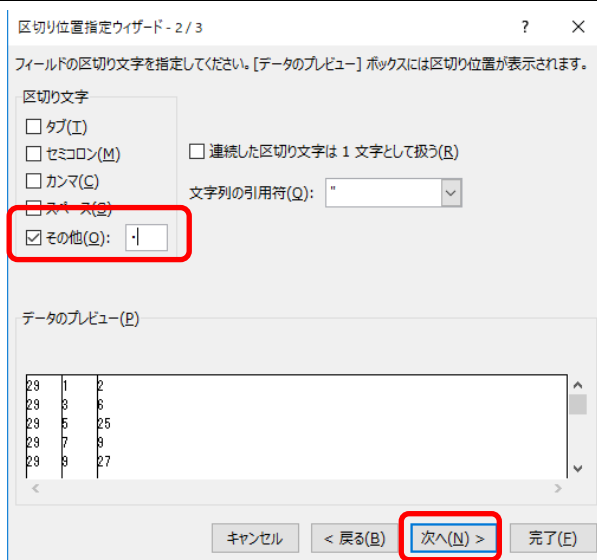 区切り位置指定ウィザード - 2 / 3
フィールドの区切り文字を指定してください。[データのプレビュー] ボックスには区切り位置が表示されます。
区切り文字
タブ(T)
セミコロン(M)
カンマ(C)
スペース(S)
その他(O): ・
連続した区切り文字は 1 文字として扱う(R)
文字列の引用符(Q): "
データのプレビュー(P)
29 1 2
29 3 6
29 5 25
29 7 9
29 9 27
キャンセル < 戻る(B) 次へ(N) > 完了(F)